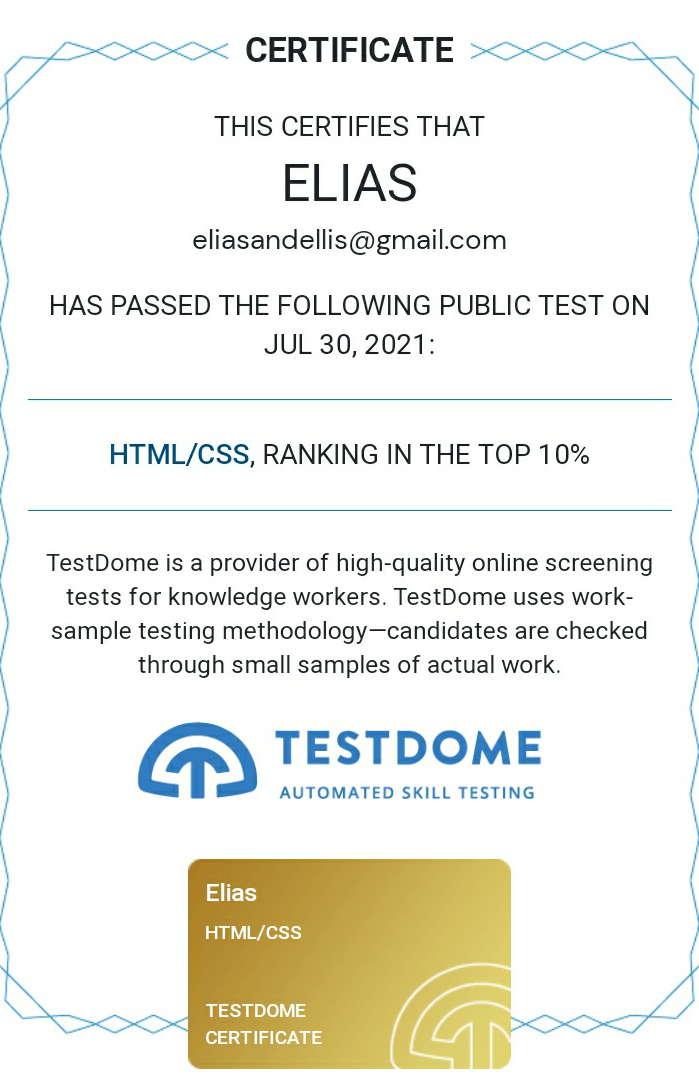 CERTIFICATE
THIS CERTIFIES THAT
ELIAS
eliasandellis@gmail.com
HAS PASSED THE FOLLOWING PUBLIC TEST ON
JUL 30, 2021:
HTML/CSS, RANKING IN THE TOP 10%
TestDome is a provider of high-quality online screening
tests for knowledge workers. TestDome uses work-
sample testing methodology—candidates are checked
through small samples of actual work.
TESTDOME
AUTOMATED SKILL TESTING
Elias
HTML/CSS
TESTDOME
CERTIFICATE